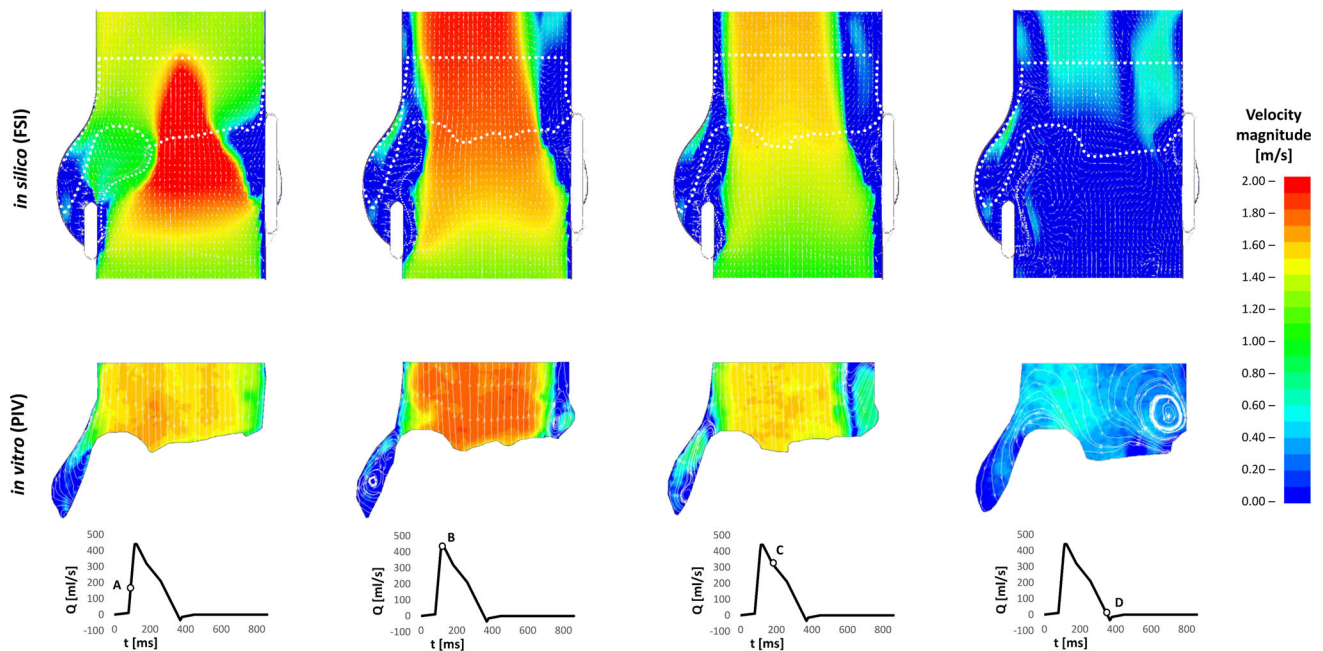 in silico (FSI)
Velocity
magnitude
[m/s]
2.00 –
1.80 –
1.60 –
1.40 –
1.20 –
1.00 –
0.80 –
0.60 –
0.40 –
0.20 –
0.00 –
in vitro (PIV)
Q [ml/s]
500
400
300
200
100
0
-100
A
0 200 400 600 800
t [ms]
Q [ml/s]
500
400
300
200
100
0
-100
B
0 200 400 600 800
t [ms]
Q [ml/s]
500
400
300
200
100
0
-100
C
0 200 400 600 800
t [ms]
Q [ml/s]
500
400
300
200
100
0
-100
D
0 200 400 600 800
t [ms]